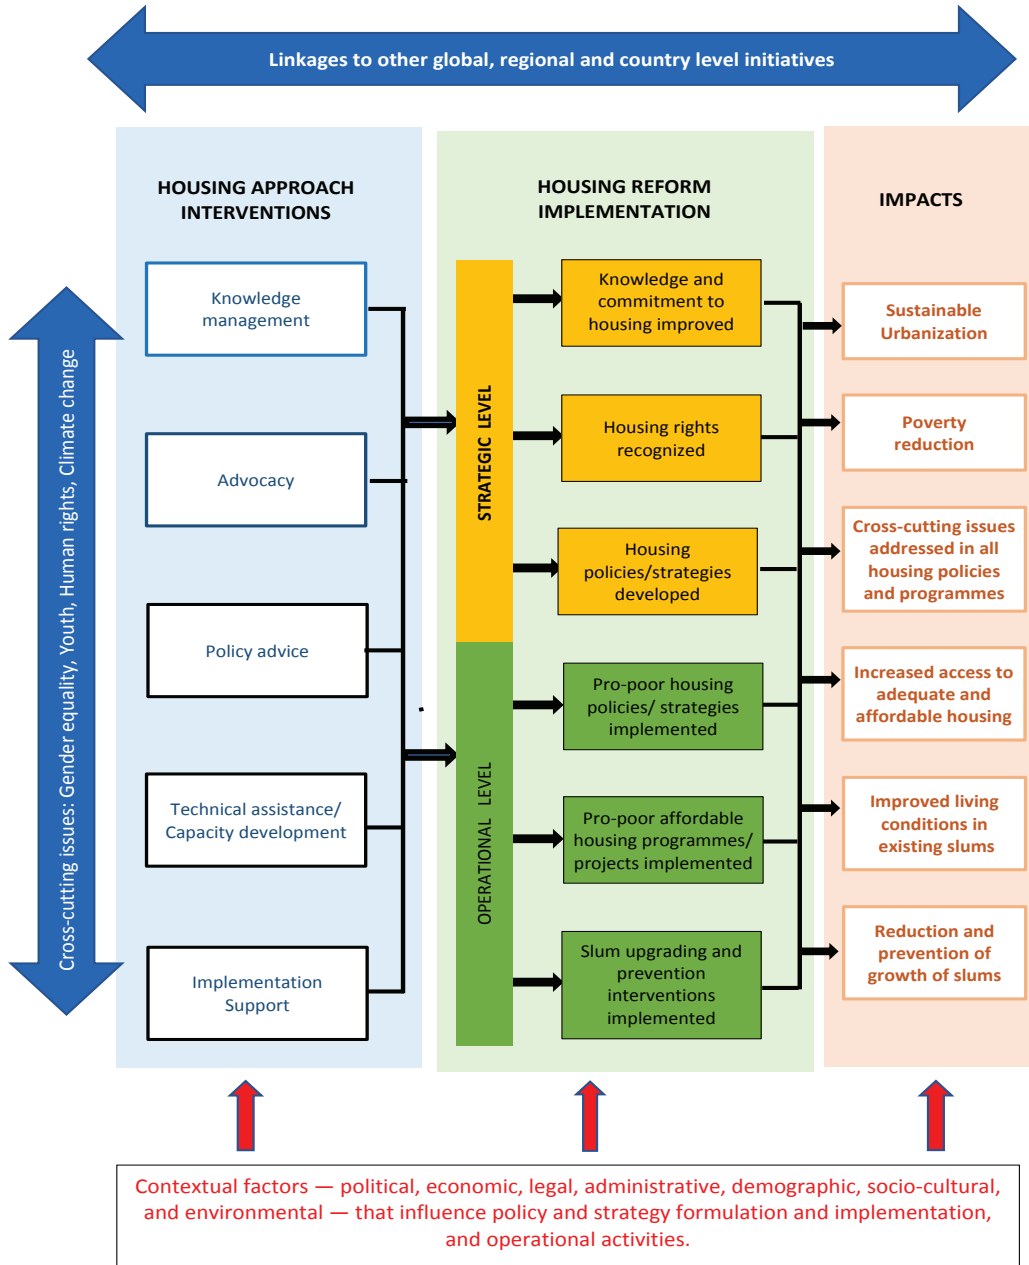 Linkages to other global, regional and country level initiatives
HOUSING APPROACH
INTERVENTIONS
HOUSING REFORM
IMPLEMENTATION
IMPACTS
Cross-cutting issues: Gender equality, Youth, Human rights, Climate change
Knowledge
management
Advocacy
Policy advice
Technical assistance/
Capacity development
Implementation
Support
STRATEGIC LEVEL
OPERATIONAL LEVEL
Knowledge and
commitment to
housing improved
Housing rights
recognized
Housing
policies/strategies
developed
Pro-poor housing
policies/ strategies
implemented
Pro-poor affordable
housing programmes/
projects implemented
Slum upgrading and
prevention
interventions
implemented
Sustainable
Urbanization
Poverty
reduction
Cross-cutting issues
addressed in all
housing policies
and programmes
Increased access to
adequate and
affordable housing
Improved living
conditions in
existing slums
Reduction and
prevention of
growth of slums
Contextual factors — political, economic, legal, administrative, demographic, socio-cultural,
and environmental — that influence policy and strategy formulation and implementation,
and operational activities.